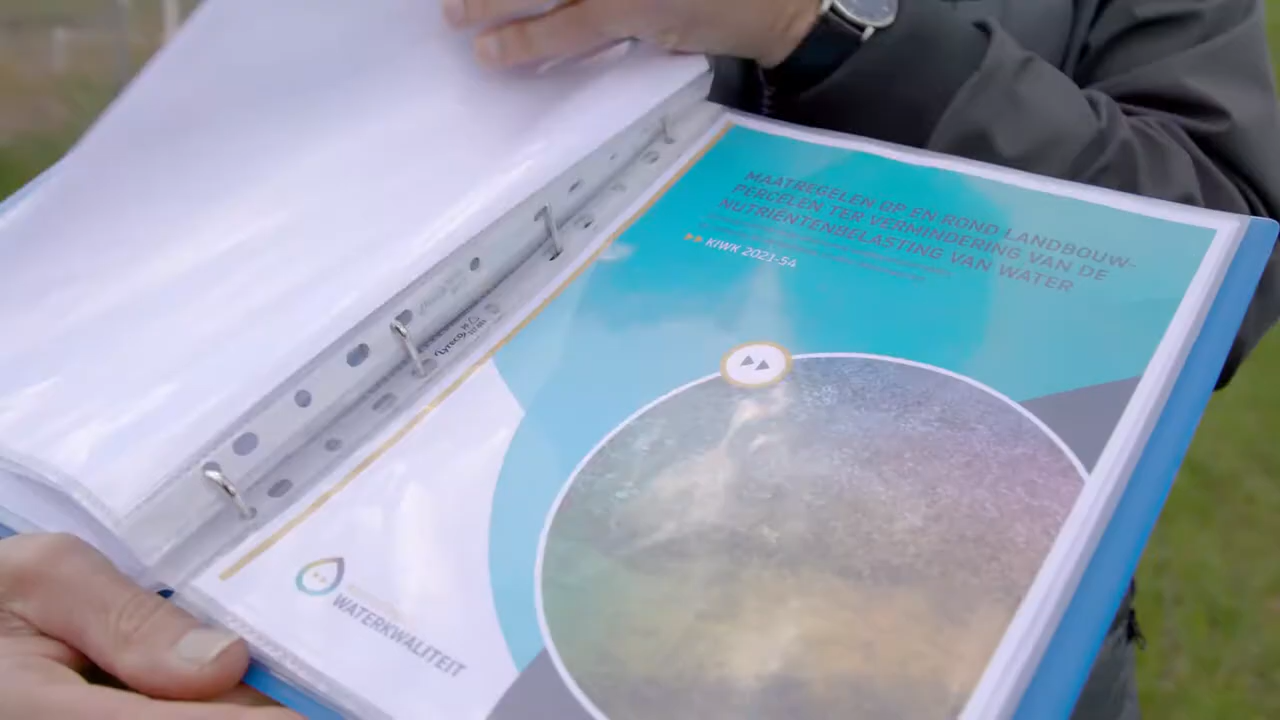 MAATREGELEN OP EN ROND LANDBOUW-
PERCELEN TER VERMINDERING VAN DE
NUTRIËNTENBELASTING VAN WATER
KIWK 2021-54
WATERKWALITEIT